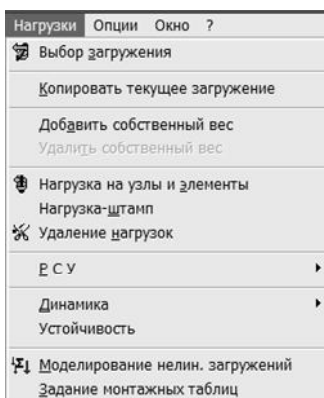 Нагрузки Опции Окно ?
Выбор загружения
Копировать текущее загружение
Добавить собственный вес
Удалить собственный вес
Нагрузка на узлы и элементы
Нагрузка-штамп
Удаление нагрузок
Р С У
Динамика
Устойчивость
Моделирование нелин. загружений
Задание монтажных таблиц